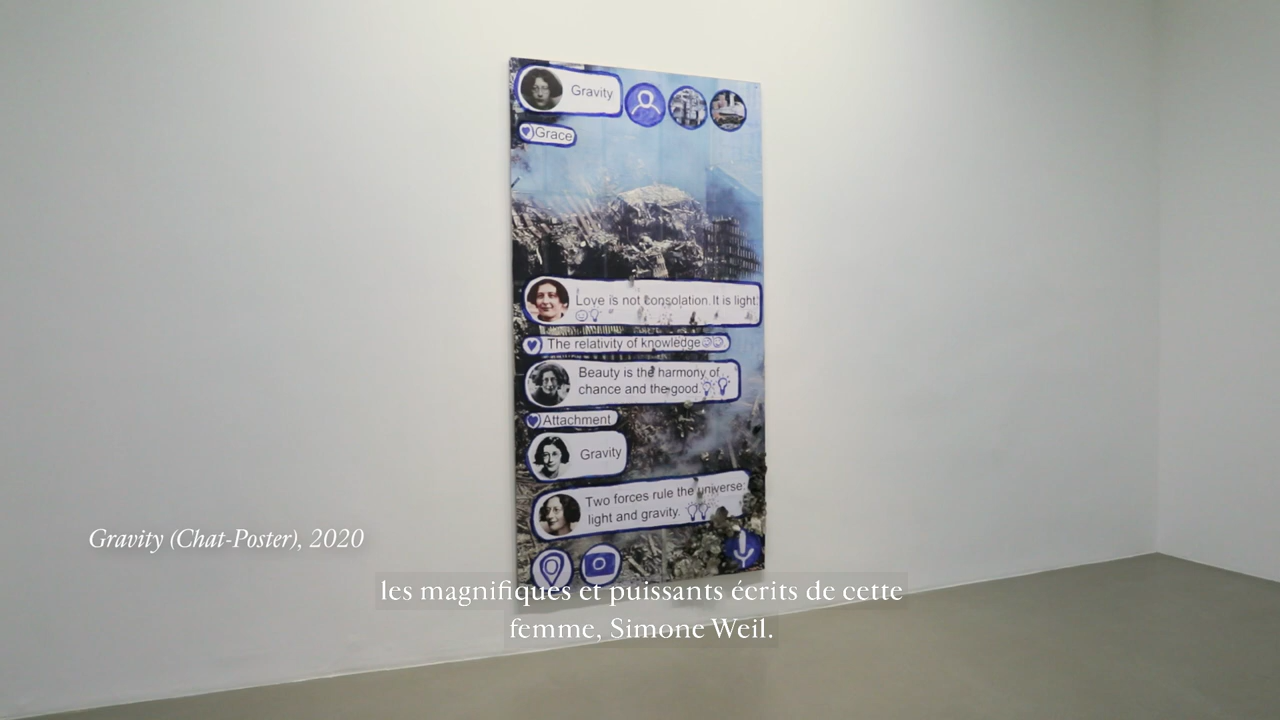 Gravity
Grace
Love is not consolation. It is light.
The relativity of knowledge
Beauty is the harmony of
chance and the good.
Attachment
Gravity
Two forces rule the universe:
light and gravity.
Gravity (Chat-Poster), 2020
les magnifiques et puissants écrits de cette
femme, Simone Weil.